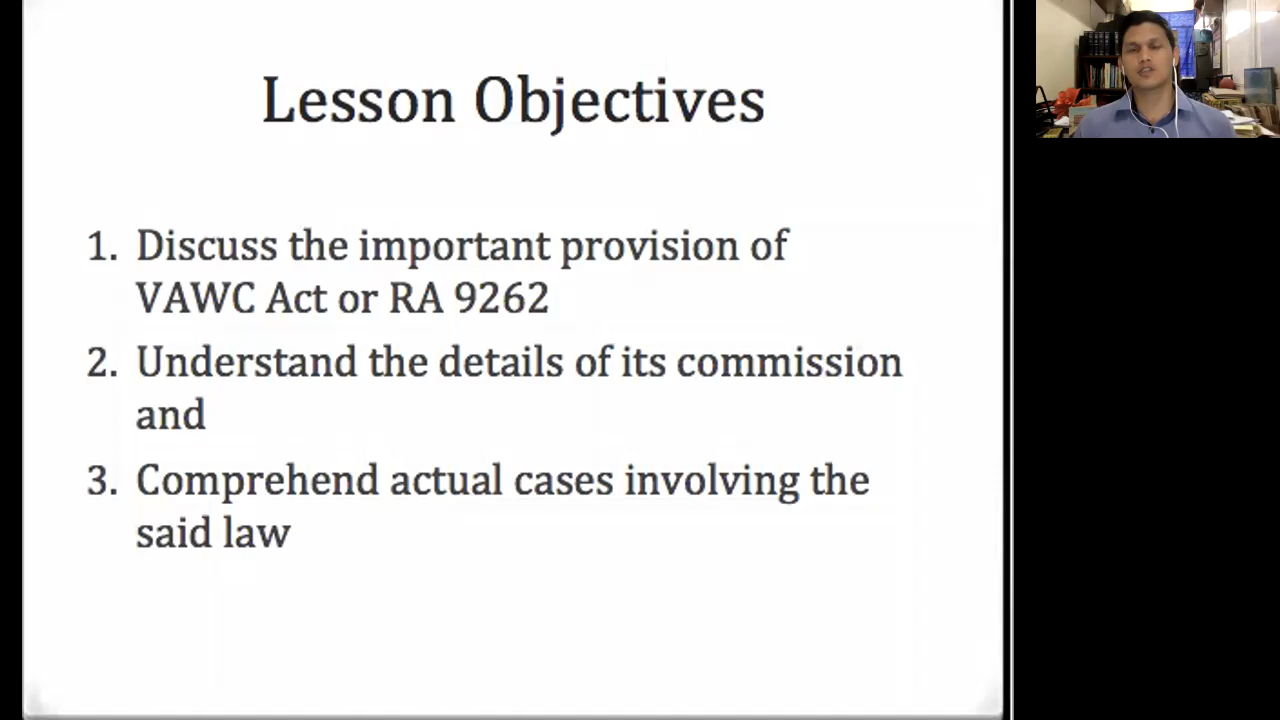 Lesson Objectives
1. Discuss the important provision of
VAWC Act or RA 9262
2. Understand the details of its commission
and
3. Comprehend actual cases involving the
said law